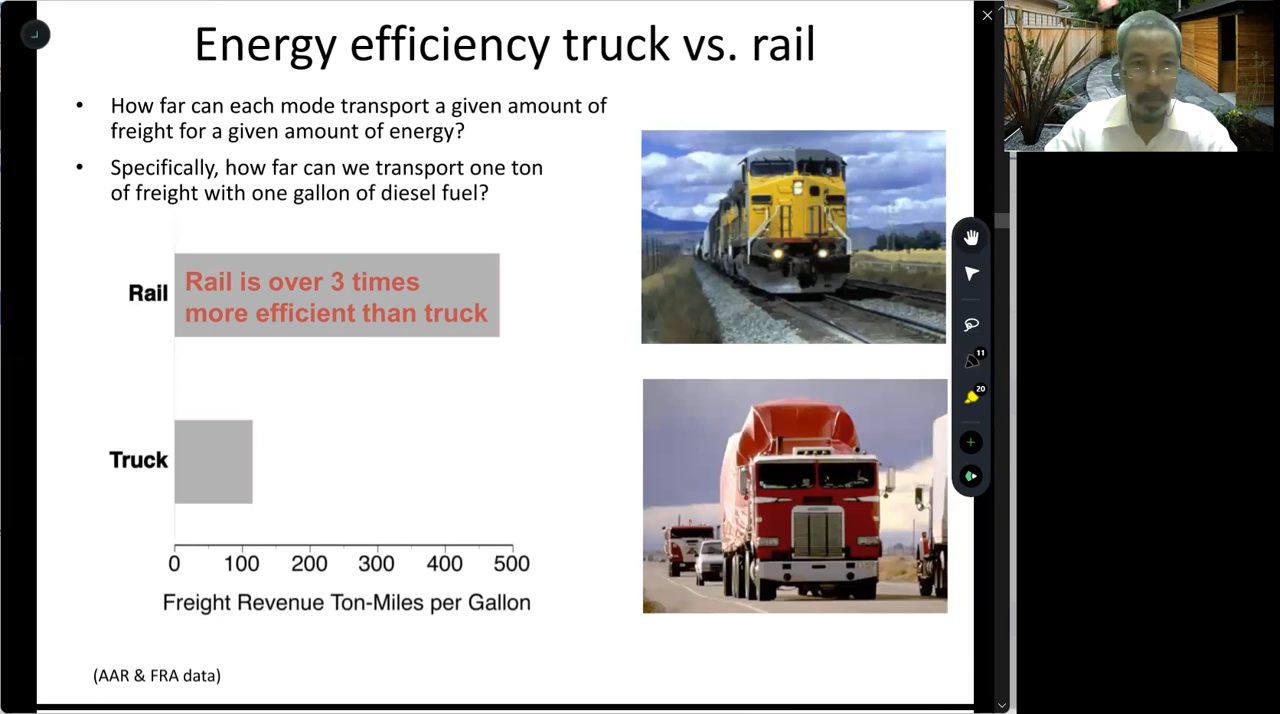 Energy efficiency truck vs. rail
• How far can each mode transport a given amount of
freight for a given amount of energy?
• Specifically, how far can we transport one ton
of freight with one gallon of diesel fuel?
Rail
Rail is over 3 times
more efficient than truck
Truck
0 100 200 300 400 500
Freight Revenue Ton-Miles per Gallon
(AAR & FRA data)
11
20